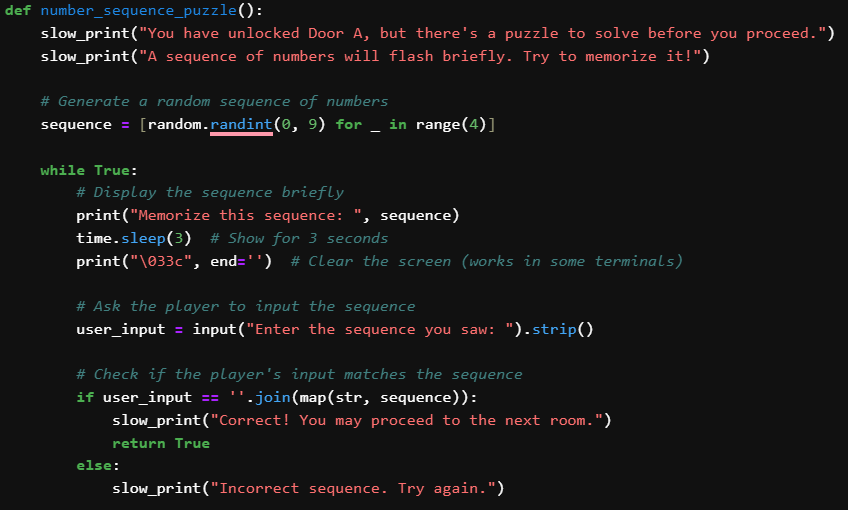 def number_sequence_puzzle():
    slow_print("You have unlocked Door A, but there's a puzzle to solve before you proceed.")
    slow_print("A sequence of numbers will flash briefly. Try to memorize it!")

    # Generate a random sequence of numbers
    sequence = [random.randint(0, 9) for _ in range(4)]

    while True:
        # Display the sequence briefly
        print("Memorize this sequence: ", sequence)
        time.sleep(3)  # Show for 3 seconds
        print("\033c", end='')  # Clear the screen (works in some terminals)

        # Ask the player to input the sequence
        user_input = input("Enter the sequence you saw: ").strip()

        # Check if the player's input matches the sequence
        if user_input == ''.join(map(str, sequence)):
            slow_print("Correct! You may proceed to the next room.")
            return True
        else:
            slow_print("Incorrect sequence. Try again.")